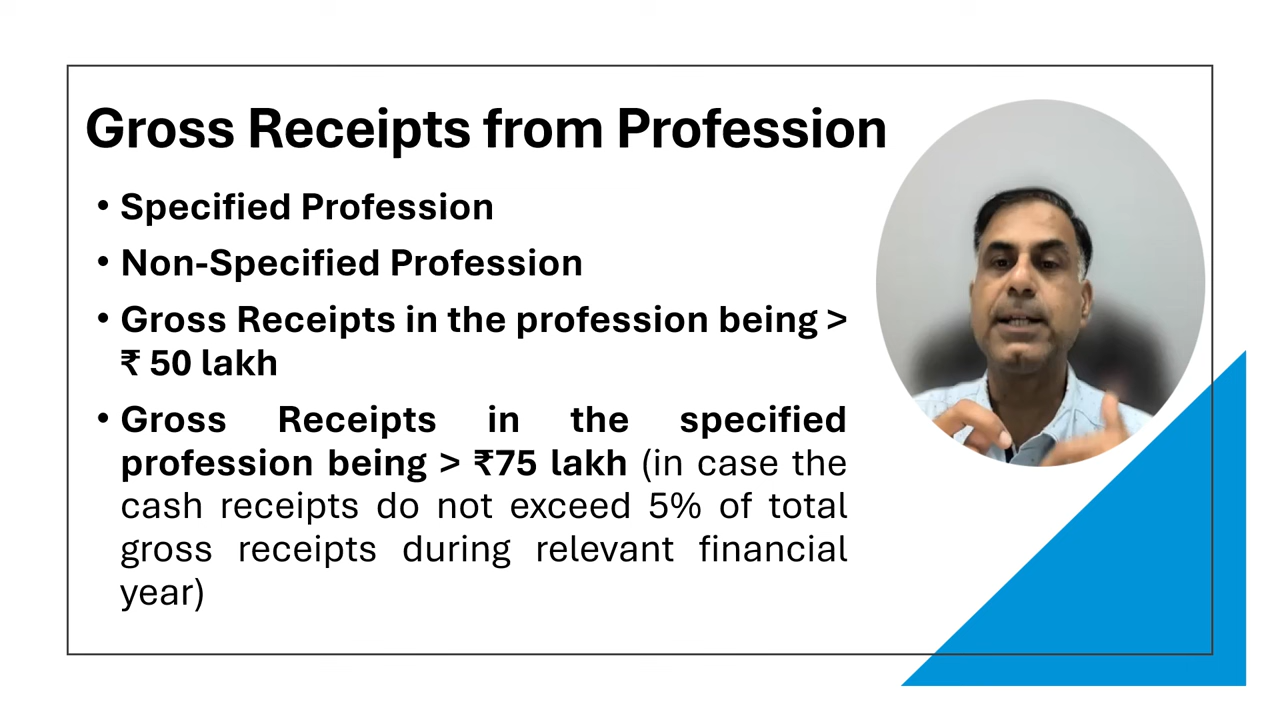 Gross Receipts from Profession
• Specified Profession
• Non-Specified Profession
• Gross Receipts in the profession being >
₹ 50 lakh
• Gross Receipts in the specified
profession being > ₹75 lakh (in case the
cash receipts do not exceed 5% of total
gross receipts during relevant financial
year)